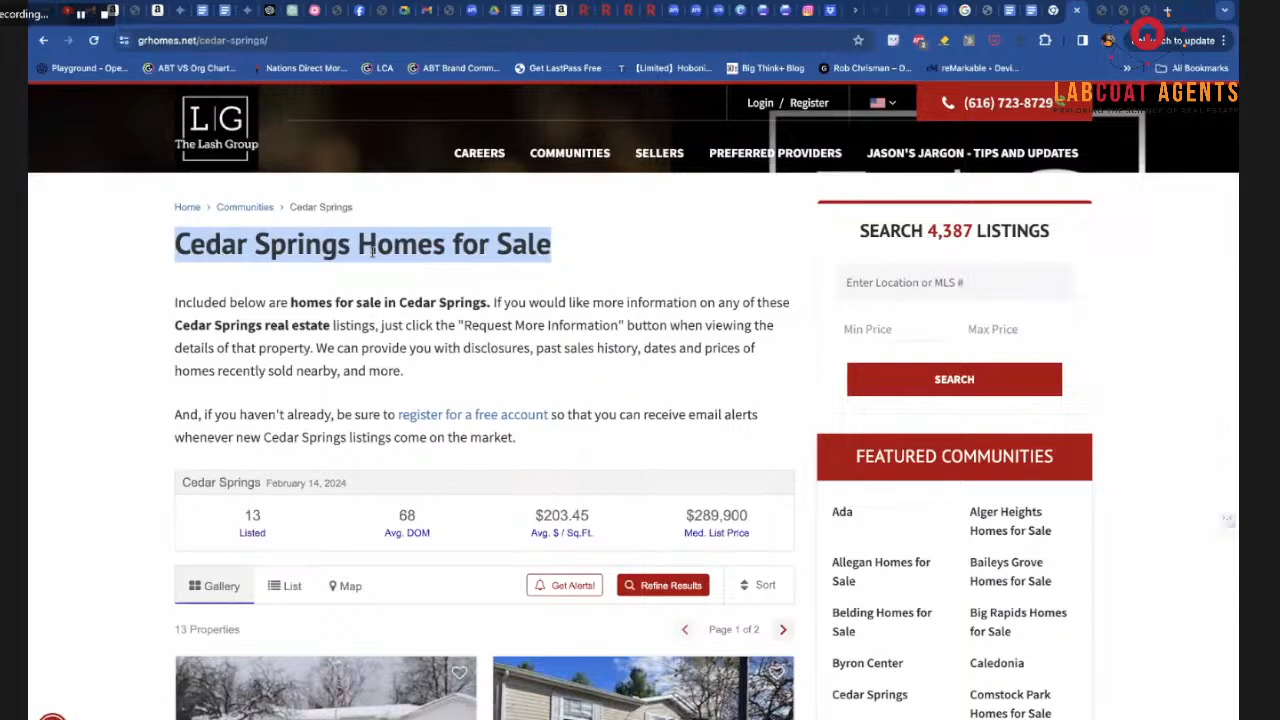 ecording...
grhomes.net/cedar-springs/
to update
Playground - Ope...
ABT VS Org Chart...
Nations Direct Mor...
LCA
ABT Brand Comm...
Get LastPass Free
[Limited] Hoboni...
Big Think+ Blog
Rob Chrisman – D...
reMarkable • Devi...
»
All Bookmarks
LABCOAT AGENTS
EXPLORING THE SCIENCE OF REAL ESTATE
L G
The Lash Group
Login / Register
(616) 723-8729
CAREERS
COMMUNITIES
SELLERS
PREFERRED PROVIDERS
JASON'S JARGON - TIPS AND UPDATES
Home › Communities › Cedar Springs
Cedar Springs Homes for Sale
Included below are homes for sale in Cedar Springs. If you would like more information on any of these
Cedar Springs real estate listings, just click the "Request More Information" button when viewing the
details of that property. We can provide you with disclosures, past sales history, dates and prices of
homes recently sold nearby, and more.
And, if you haven't already, be sure to register for a free account so that you can receive email alerts
whenever new Cedar Springs listings come on the market.
Cedar Springs February 14, 2024
13
Listed
68
Avg. DOM
$203.45
Avg. $ / Sq.Ft.
$289,900
Med. List Price
Gallery
List
Map
Get Alerts!
Refine Results
Sort
13 Properties
Page 1 of 2
SEARCH 4,387 LISTINGS
Enter Location or MLS #
Min Price
Max Price
SEARCH
FEATURED COMMUNITIES
Ada
Alger Heights
Homes for Sale
Allegan Homes for
Sale
Baileys Grove
Homes for Sale
Belding Homes for
Sale
Big Rapids Homes
for Sale
Byron Center
Caledonia
Cedar Springs
Comstock Park
Homes for Sale